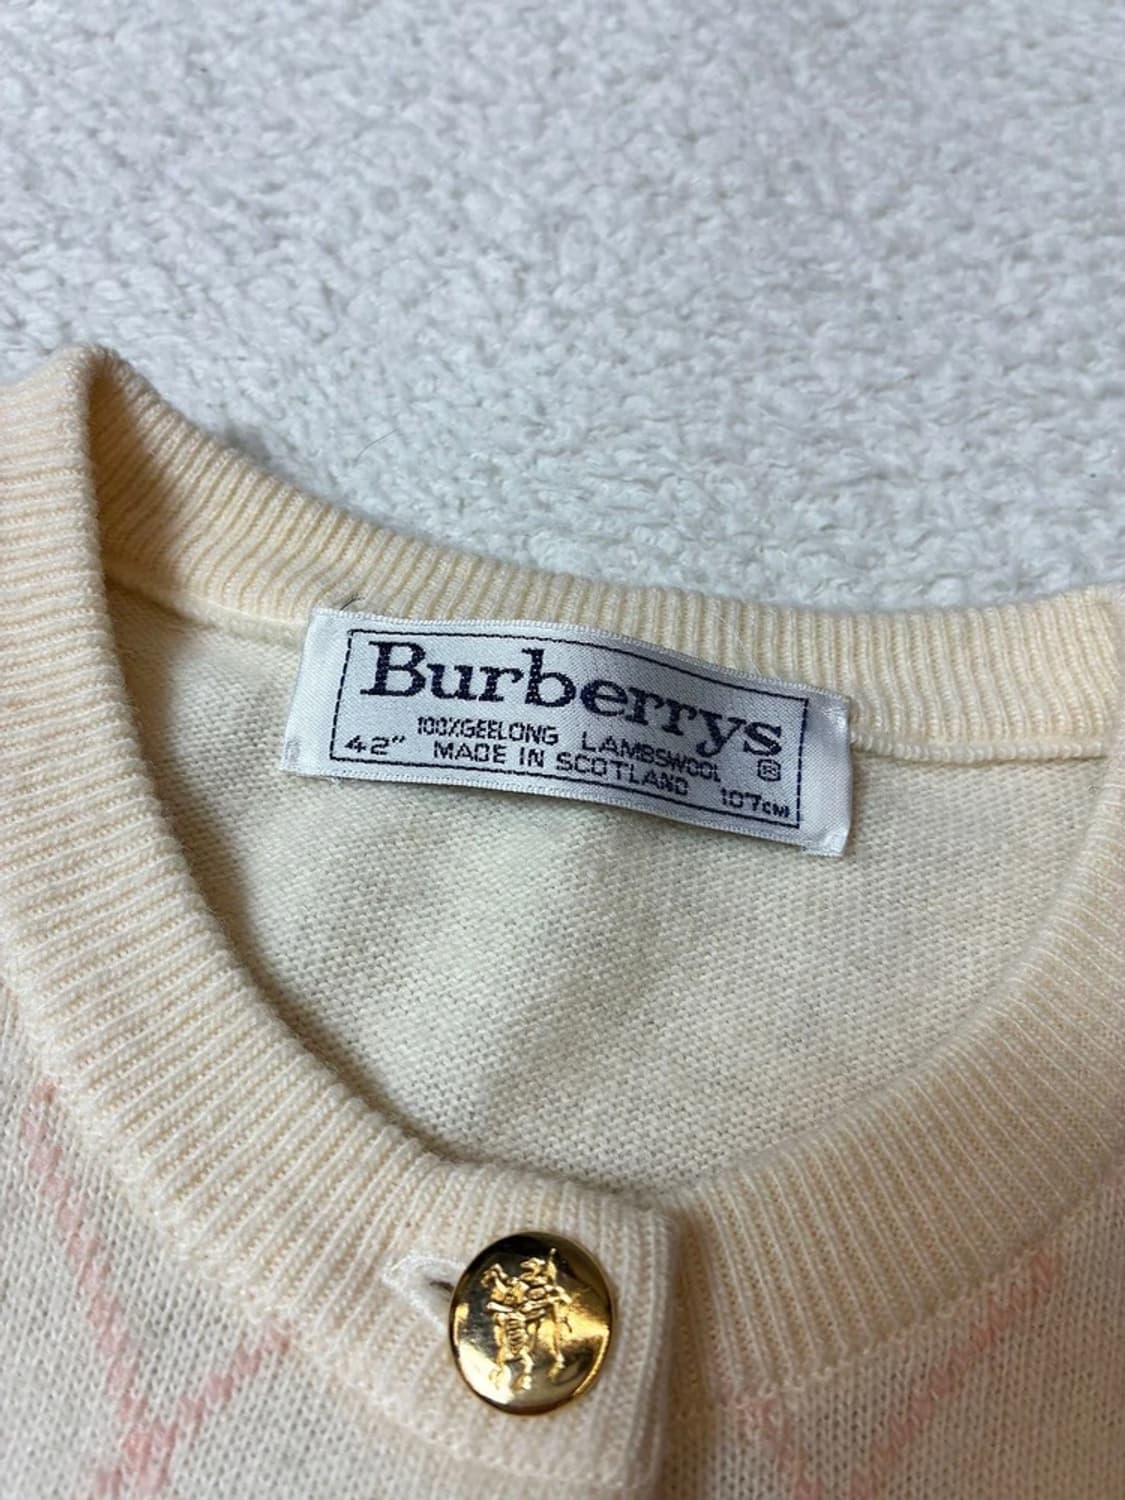 Burberrys
100%GEELONG LAMBSWOOL ®
42" MADE IN SCOTLAND 107cm